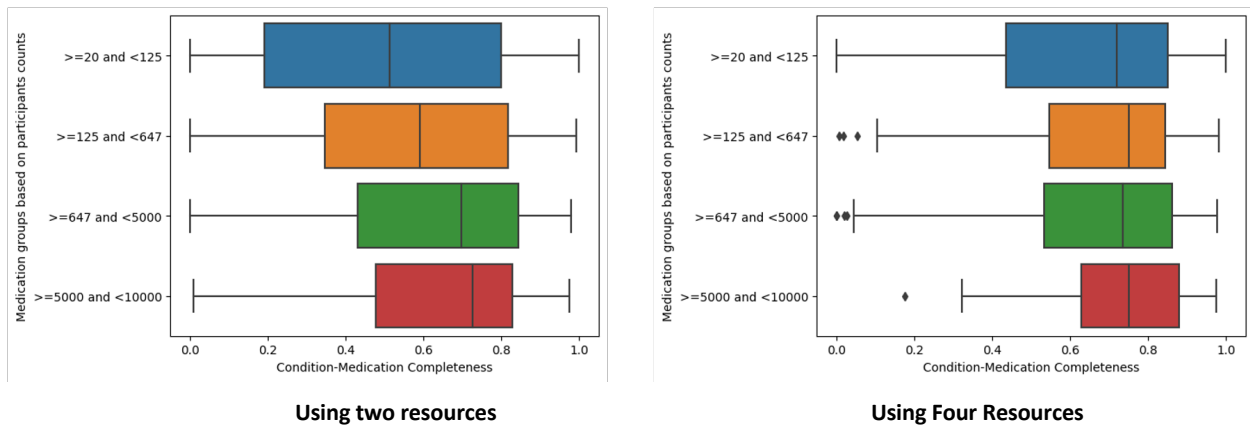 Medication groups based on participants counts
>=20 and <125
>=125 and <647
>=647 and <5000
>=5000 and <10000
0.0 0.2 0.4 0.6 0.8 1.0
Condition-Medication Completeness
Using two resources
Medication groups based on participants counts
>=20 and <125
>=125 and <647
>=647 and <5000
>=5000 and <10000
0.0 0.2 0.4 0.6 0.8 1.0
Condition-Medication Completeness
Using Four Resources